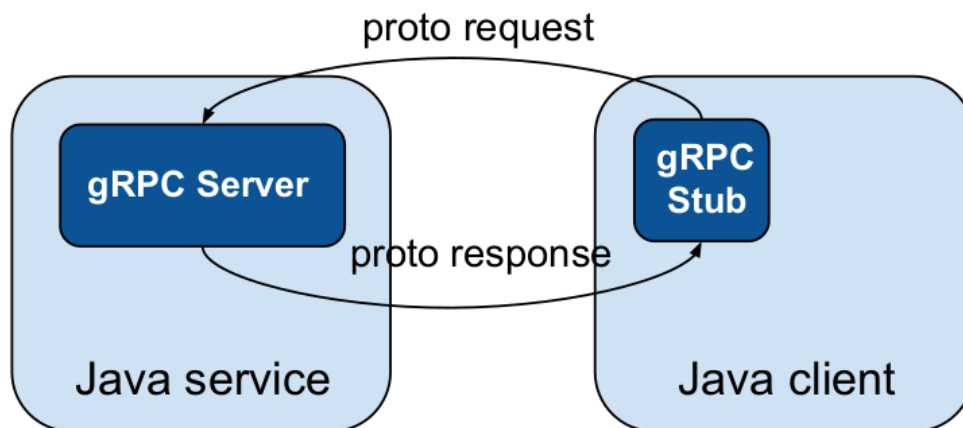 proto request
gRPC Server
gRPC
Stub
proto response
Java service
Java client